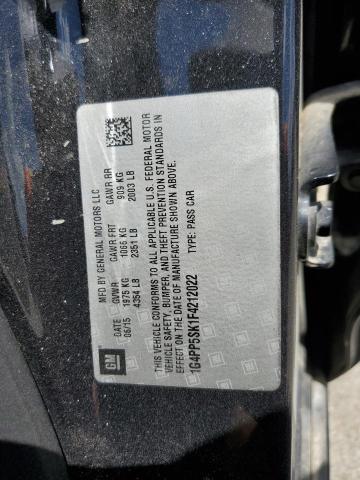 GM
MFD BY GENERAL MOTORS LLC
DATE GVWR GAWR FRT GAWR RR
06/15 1975 KG 1066 KG 909 KG
4354 LB 2351 LB 2003 LB
THIS VEHICLE CONFORMS TO ALL APPLICABLE U.S. FEDERAL MOTOR
VEHICLE SAFETY, BUMPER, AND THEFT PREVENTION STANDARDS IN
EFFECT ON THE DATE OF MANUFACTURE SHOWN ABOVE.
1G4PP5SK1F4212022 TYPE: PASS CAR